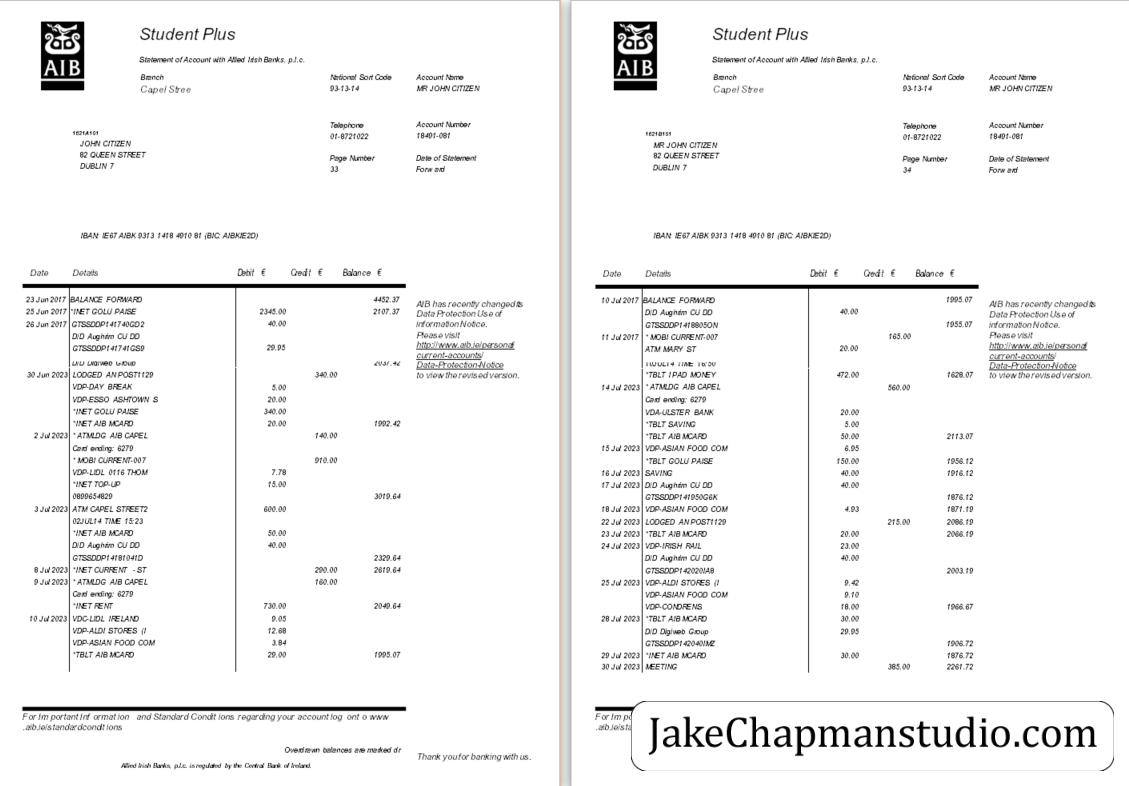 AIB
Student Plus
Statement of Account with Allied Irish Banks, p.l.c.
Branch National Sort Code Account Name
Capel Stree 93-13-14 MR JOHN CITIZEN
Telephone Account Number
1621A161 01-8721022 18491-081
JOHN CITIZEN
82 QUEEN STREET Page Number Date of Statement
DUBLIN 7 33 Forw ard
IBAN: IE67 AIBK 9313 1418 4910 81 (BIC: AIBKIE2D)
Date Details Debit € Credit € Balance €
23 Jun 2017 BALANCE FORWARD 4452.37
25 Jun 2017 *INET GOLU PAISE 2345.00 2107.37
26 Jun 2017 GTSSDDP141740GD2 40.00
D/D Aughrim CU DD
GTSSDDP141741GS9 29.95
D/D Digiweb Group 2037.42
30 Jun 2023 LODGED AN POST1129 340.00
VDP-DAY BREAK 5.00
VDP-ESSO ASHTOWN S 20.00
*INET GOLU PAISE 340.00
*INET AIB MCARD 20.00 1992.42
2 Jul 2023 * ATMLDG AIB CAPEL 140.00
Card ending: 6279
* MOBI CURRENT-007 910.00
VDP-LIDL 0116 THOM 7.78
*INET TOP-UP 15.00
0899654829 3019.64
3 Jul 2023 ATM CAPEL STREET2 600.00
02JUL14 TIME 15:23
*INET AIB MCARD 50.00
D/D Aughrim CU DD 40.00
GTSSDDP14181041D 2329.64
8 Jul 2023 *INET CURRENT - ST 290.00 2619.64
9 Jul 2023 * ATMLDG AIB CAPEL 160.00
Card ending: 6279
*INET RENT 730.00 2049.64
10 Jul 2023 VDC-LIDL IRELAND 9.05
VDP-ALDI STORES (I 12.68
VDP-ASIAN FOOD COM 3.84
*TBLT AIB MCARD 29.00 1995.07
AIB has recently changed its
Data Protection Use of
information Notice.
Please visit
http://www.aib.ie/personal
current-accounts/
Data-Protection-Notice
to view the revised version.
For Im portant Inf ormation and Standard Condit ions regarding your account log ont o www
.aib.ie/standardcondit ions
Overdrawn balances are marked dr
Thank you for banking with us.
Allied Irish Banks, p.l.c. is regulated by the Central Bank of Ireland.
AIB
Student Plus
Statement of Account with Allied Irish Banks, p.l.c.
Branch National Sort Code Account Name
Capel Stree 93-13-14 MR JOHN CITIZEN
Telephone Account Number
1621B161 01-8721022 18491-081
MR JOHN CITIZEN
82 QUEEN STREET Page Number Date of Statement
DUBLIN 7 34 Forw ard
IBAN: IE67 AIBK 9313 1418 4910 81 (BIC: AIBKIE2D)
Date Details Debit € Credit € Balance €
10 Jul 2017 BALANCE FORWARD 1995.07
D/D Aughrim CU DD 40.00
GTSSDDP1418805ON 1955.07
11 Jul 2017 * MOBI CURRENT-007 165.00
ATM MARY ST 20.00
10JUL14 TIME 16:50
*TBLT IPAD MONEY 472.00 1628.07
14 Jul 2023 * ATMLDG AIB CAPEL 560.00
Card ending: 6279
VDA-ULSTER BANK 20.00
*TBLT SAVING 5.00
*TBLT AIB MCARD 50.00 2113.07
15 Jul 2023 VDP-ASIAN FOOD COM 6.95
*TBLT GOLU PAISE 150.00 1956.12
16 Jul 2023 SAVING 40.00 1916.12
17 Jul 2023 D/D Aughrim CU DD 40.00
GTSSDDP141950G6K 1876.12
18 Jul 2023 VDP-ASIAN FOOD COM 4.93 1871.19
22 Jul 2023 LODGED AN POST1129 215.00 2086.19
23 Jul 2023 *TBLT AIB MCARD 20.00 2066.19
24 Jul 2023 VDP-IRISH RAIL 23.00
D/D Aughrim CU DD 40.00
GTSSDDP142020IA8 2003.19
25 Jul 2023 VDP-ALDI STORES (I 9.42
VDP-ASIAN FOOD COM 9.10
VDP-CONDRENS 18.00 1966.67
28 Jul 2023 *TBLT AIB MCARD 30.00
D/D Digiweb Group 29.95
GTSSDDP142040IMZ 1906.72
29 Jul 2023 *INET AIB MCARD 30.00 1876.72
30 Jul 2023 MEETING 385.00 2261.72
AIB has recently changed its
Data Protection Use of
information Notice.
Please visit
http://www.aib.ie/personal
current-accounts/
Data-Protection-Notice
to view the revised version.
For Im po
.aib.ie/sta
JakeChapmanstudio.com